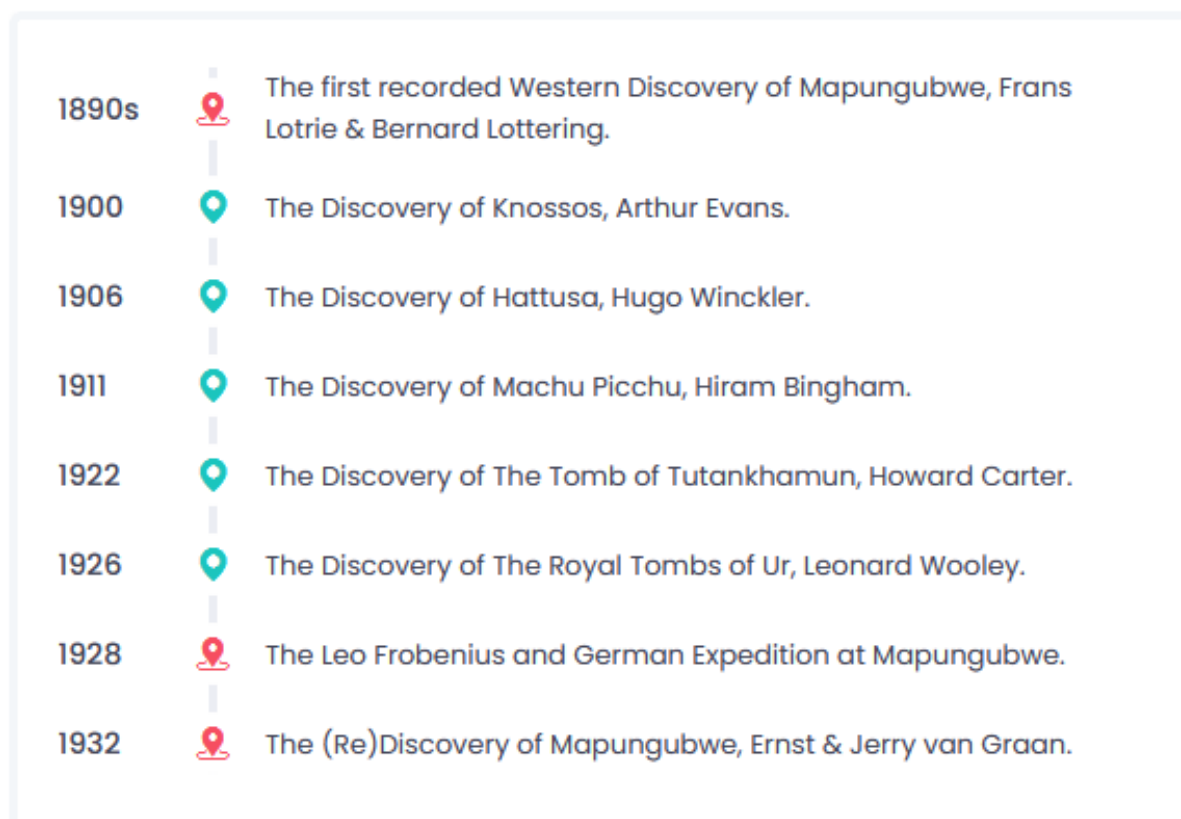 1890s
The first recorded Western Discovery of Mapungubwe, Frans
Lotrie & Bernard Lottering.
1900
The Discovery of Knossos, Arthur Evans.
1906
The Discovery of Hattusa, Hugo Winckler.
1911
The Discovery of Machu Picchu, Hiram Bingham.
1922
The Discovery of The Tomb of Tutankhamun, Howard Carter.
1926
The Discovery of The Royal Tombs of Ur, Leonard Wooley.
1928
The Leo Frobenius and German Expedition at Mapungubwe.
1932
The (Re)Discovery of Mapungubwe, Ernst & Jerry van Graan.